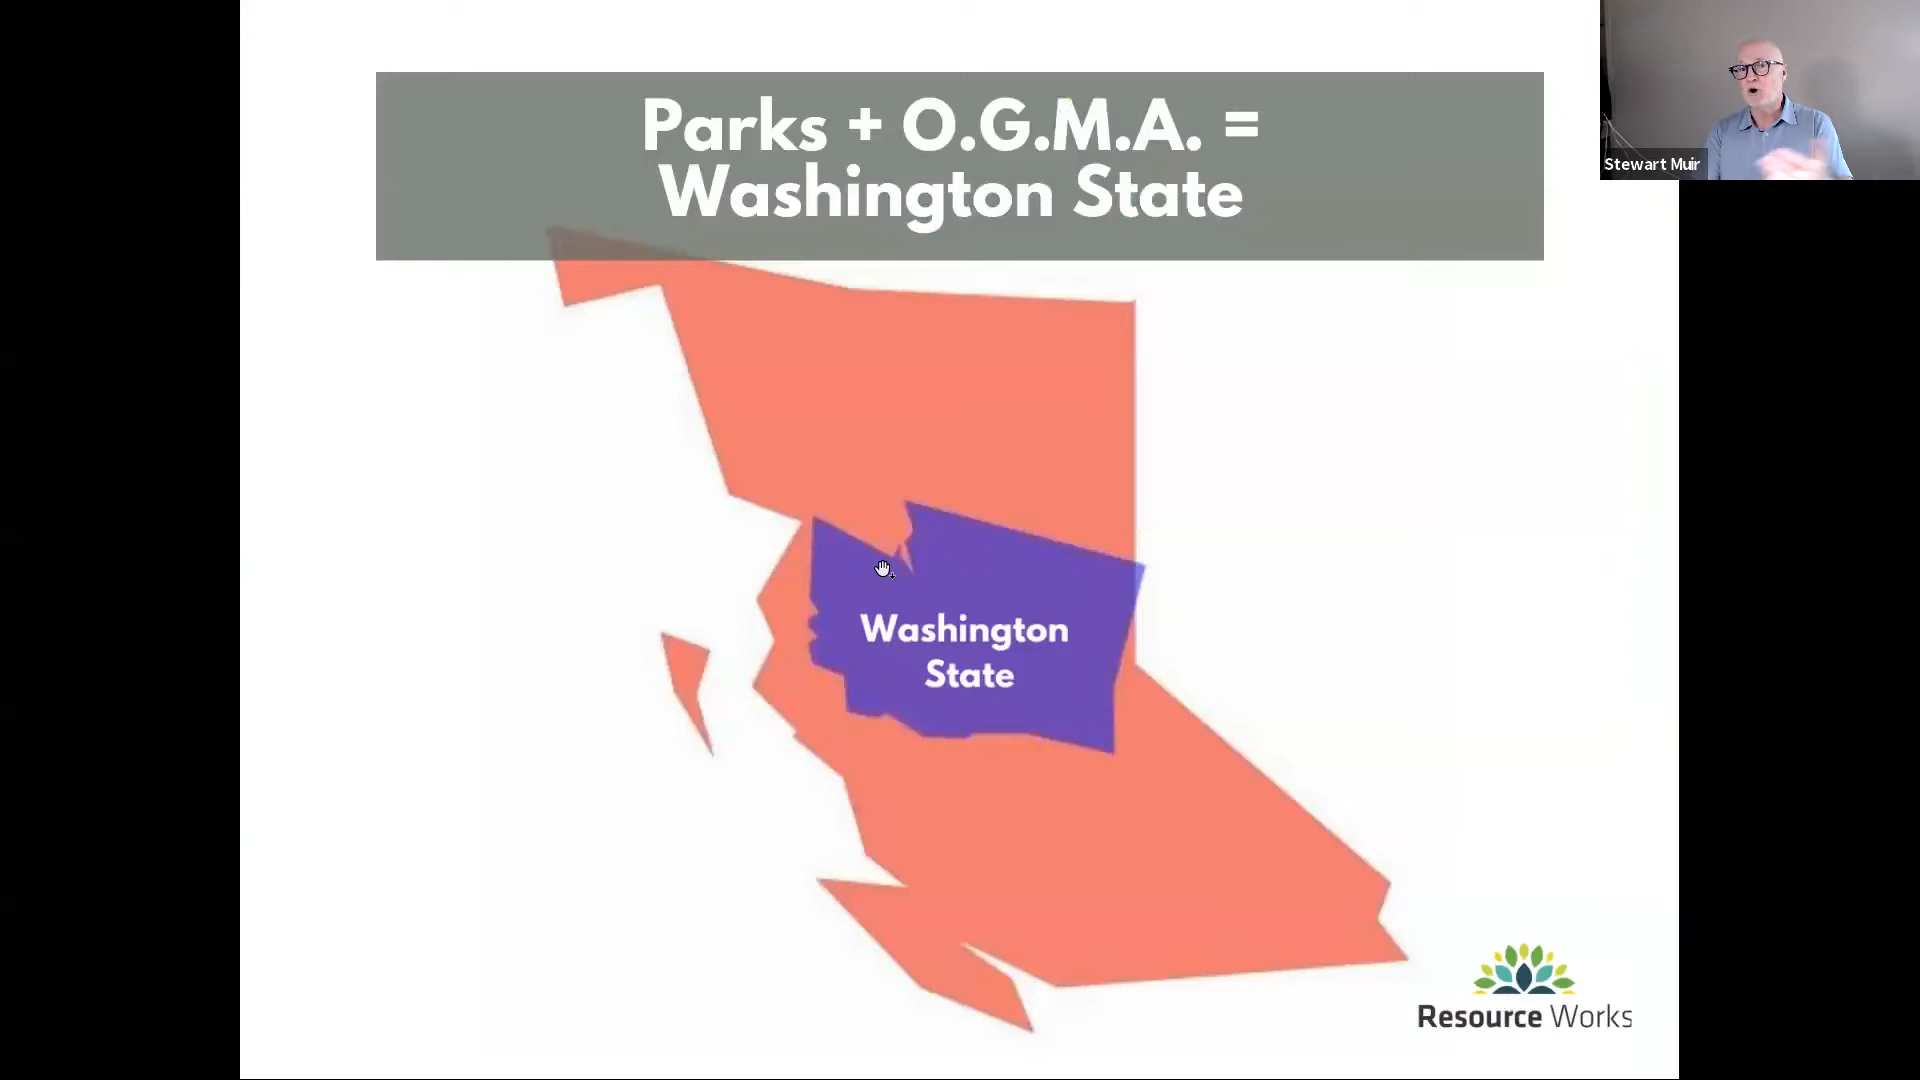 Parks + O.G.M.A. =
Washington State
Stewart Muir
Washington
State
Resource Works